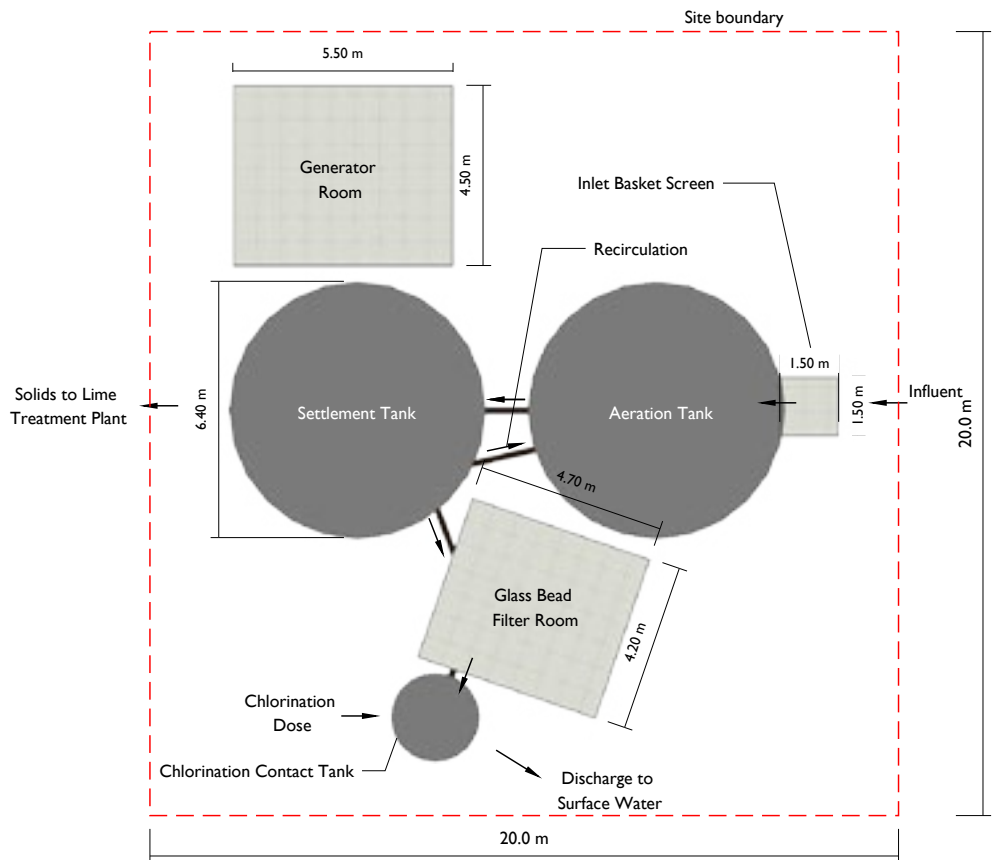 Site boundary
5.50 m
Generator
Room
4.50 m
Inlet Basket Screen
Recirculation
1.50 m
Solids to Lime
Treatment Plant
6.40 m
Settlement Tank
Aeration Tank
1.50 m
Influent
20.0 m
4.70 m
Glass Bead
Filter Room
4.20 m
Chlorination
Dose
Chlorination Contact Tank
Discharge to
Surface Water
20.0 m